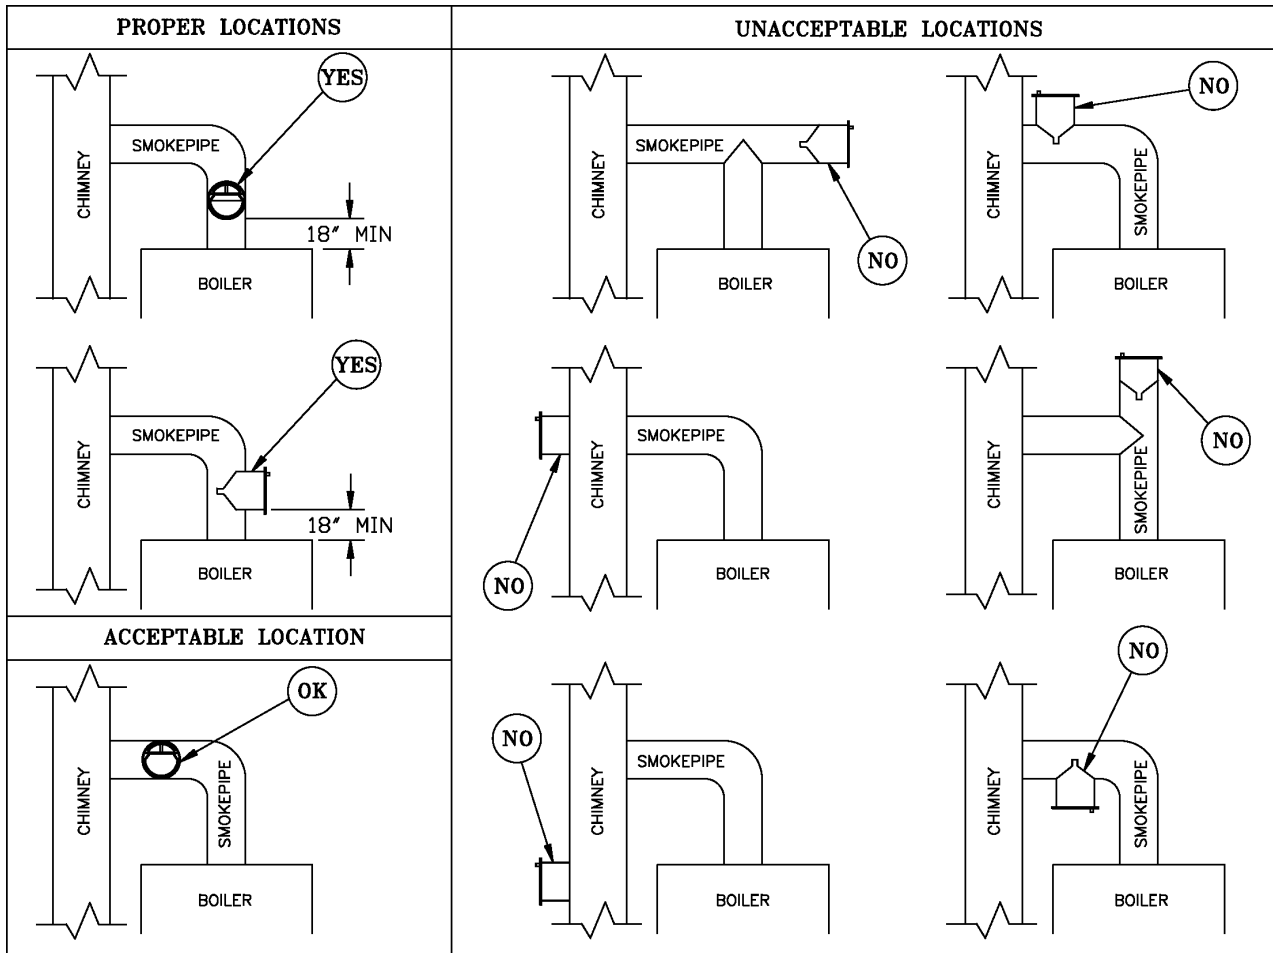 PROPER LOCATIONS
YES
SMOKEPIPE
CHIMNEY
18″ MIN
BOILER
YES
SMOKEPIPE
CHIMNEY
18″ MIN
BOILER
ACCEPTABLE LOCATION
OK
CHIMNEY
SMOKEPIPE
BOILER
UNACCEPTABLE LOCATIONS
SMOKEPIPE
CHIMNEY
NO
BOILER
NO
CHIMNEY
SMOKEPIPE
BOILER
SMOKEPIPE
CHIMNEY
NO
BOILER
NO
CHIMNEY
SMOKEPIPE
BOILER
NO
SMOKEPIPE
CHIMNEY
BOILER
NO
CHIMNEY
SMOKEPIPE
BOILER